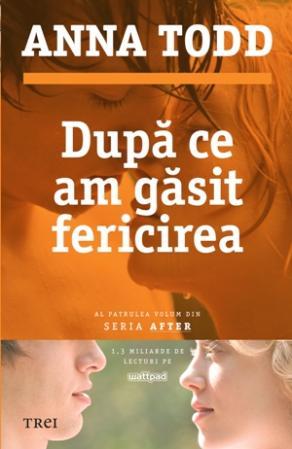 ANNA TODD
După ce
am găsit
fericirea
AL PATRULEA VOLUM DIN
SERIA AFTER
1,3 MILIARDE DE
LECTURI PE
wattpad
TREI